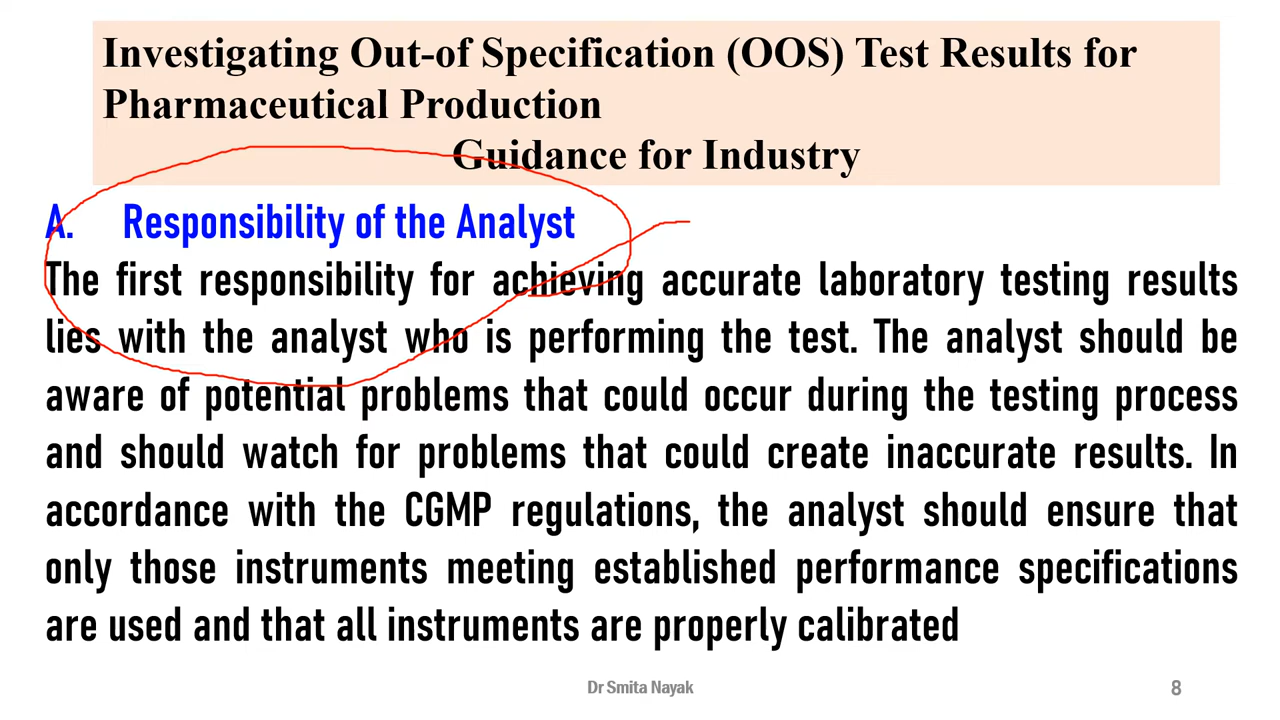 Investigating Out-of Specification (OOS) Test Results for
Pharmaceutical Production
Guidance for Industry
A. Responsibility of the Analyst
The first responsibility for achieving accurate laboratory testing results
lies with the analyst who is performing the test. The analyst should be
aware of potential problems that could occur during the testing process
and should watch for problems that could create inaccurate results. In
accordance with the CGMP regulations, the analyst should ensure that
only those instruments meeting established performance specifications
are used and that all instruments are properly calibrated
Dr Smita Nayak
8